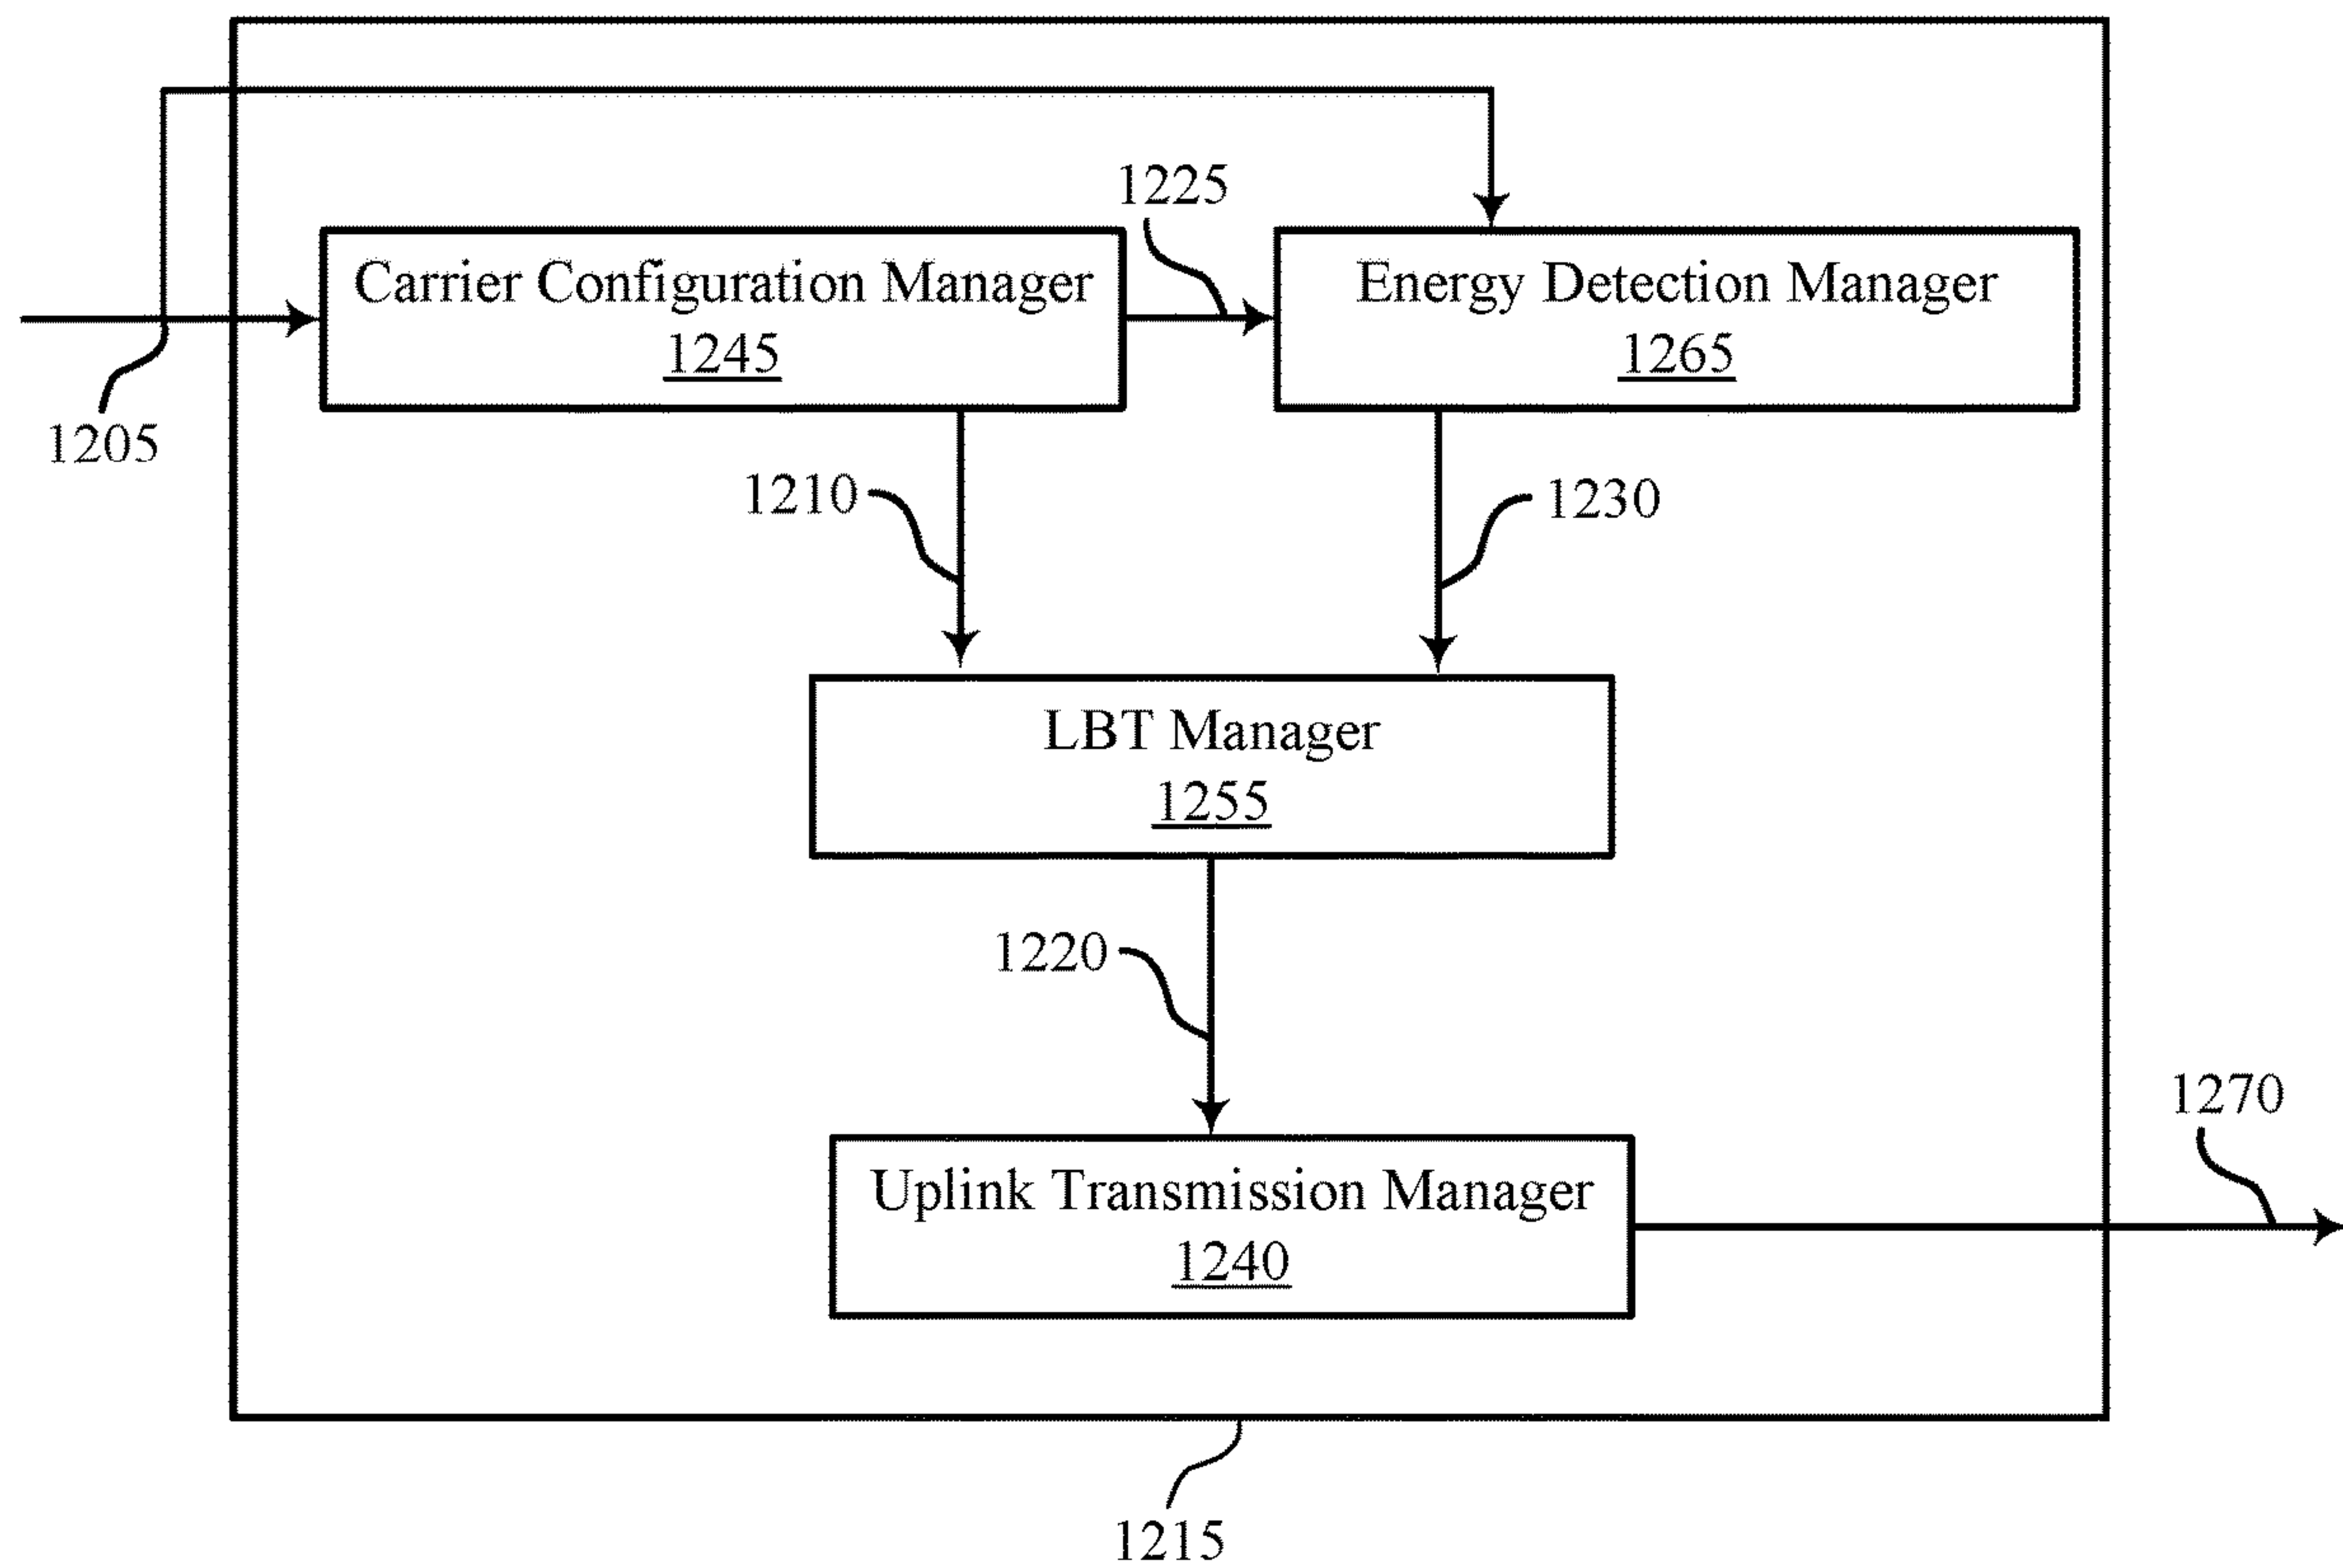 1225
Carrier Configuration Manager
1245
Energy Detection Manager
1265
1205
1210
1230
LBT Manager
1255
1220
1270
Uplink Transmission Manager
1240
1215